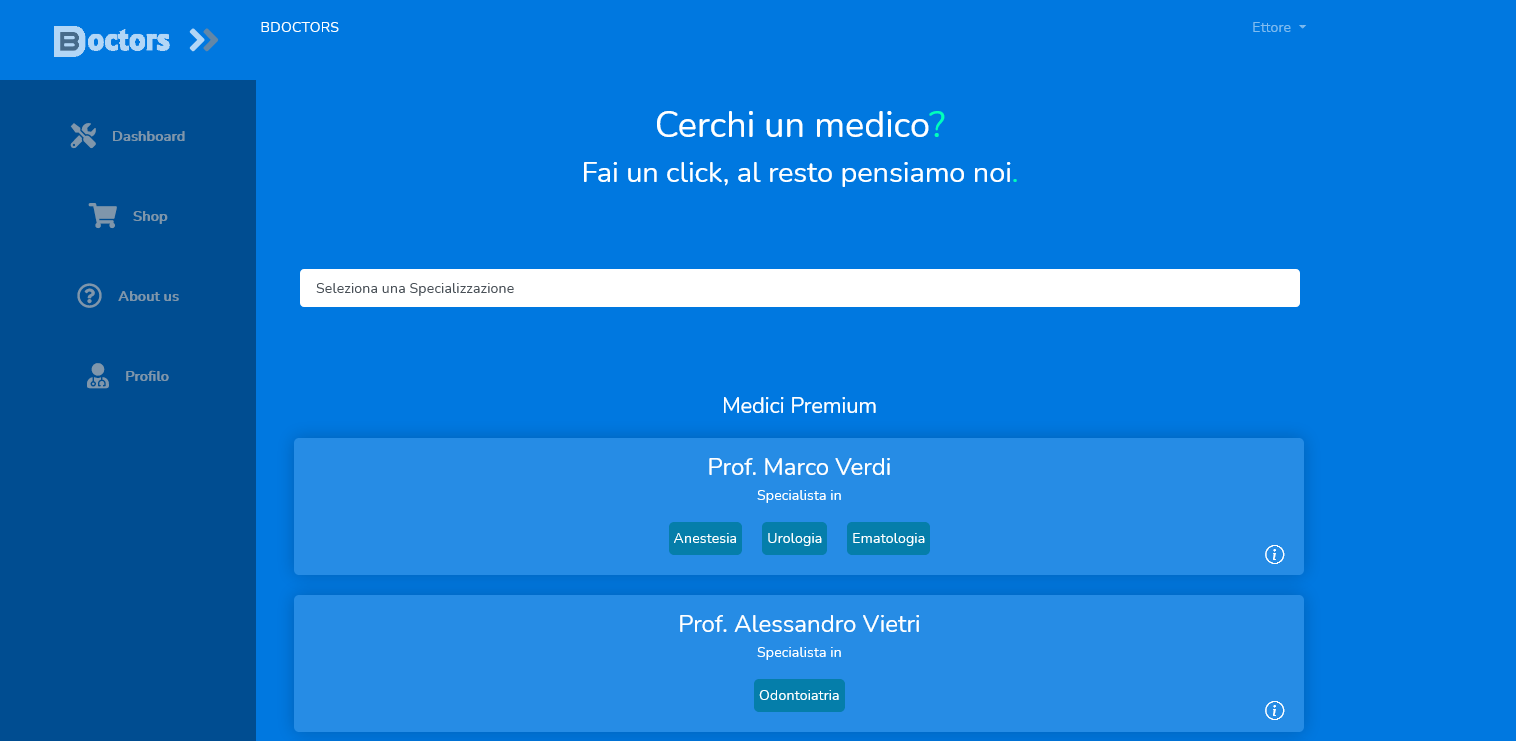 Boctors
BDOCTORS
Ettore
Dashboard
Shop
About us
Profilo
Cerchi un medico?
Fai un click, al resto pensiamo noi.
Seleziona una Specializzazione
Medici Premium
Prof. Marco Verdi
Specialista in
Anestesia Urologia Ematologia
Prof. Alessandro Vietri
Specialista in
Odontoiatria